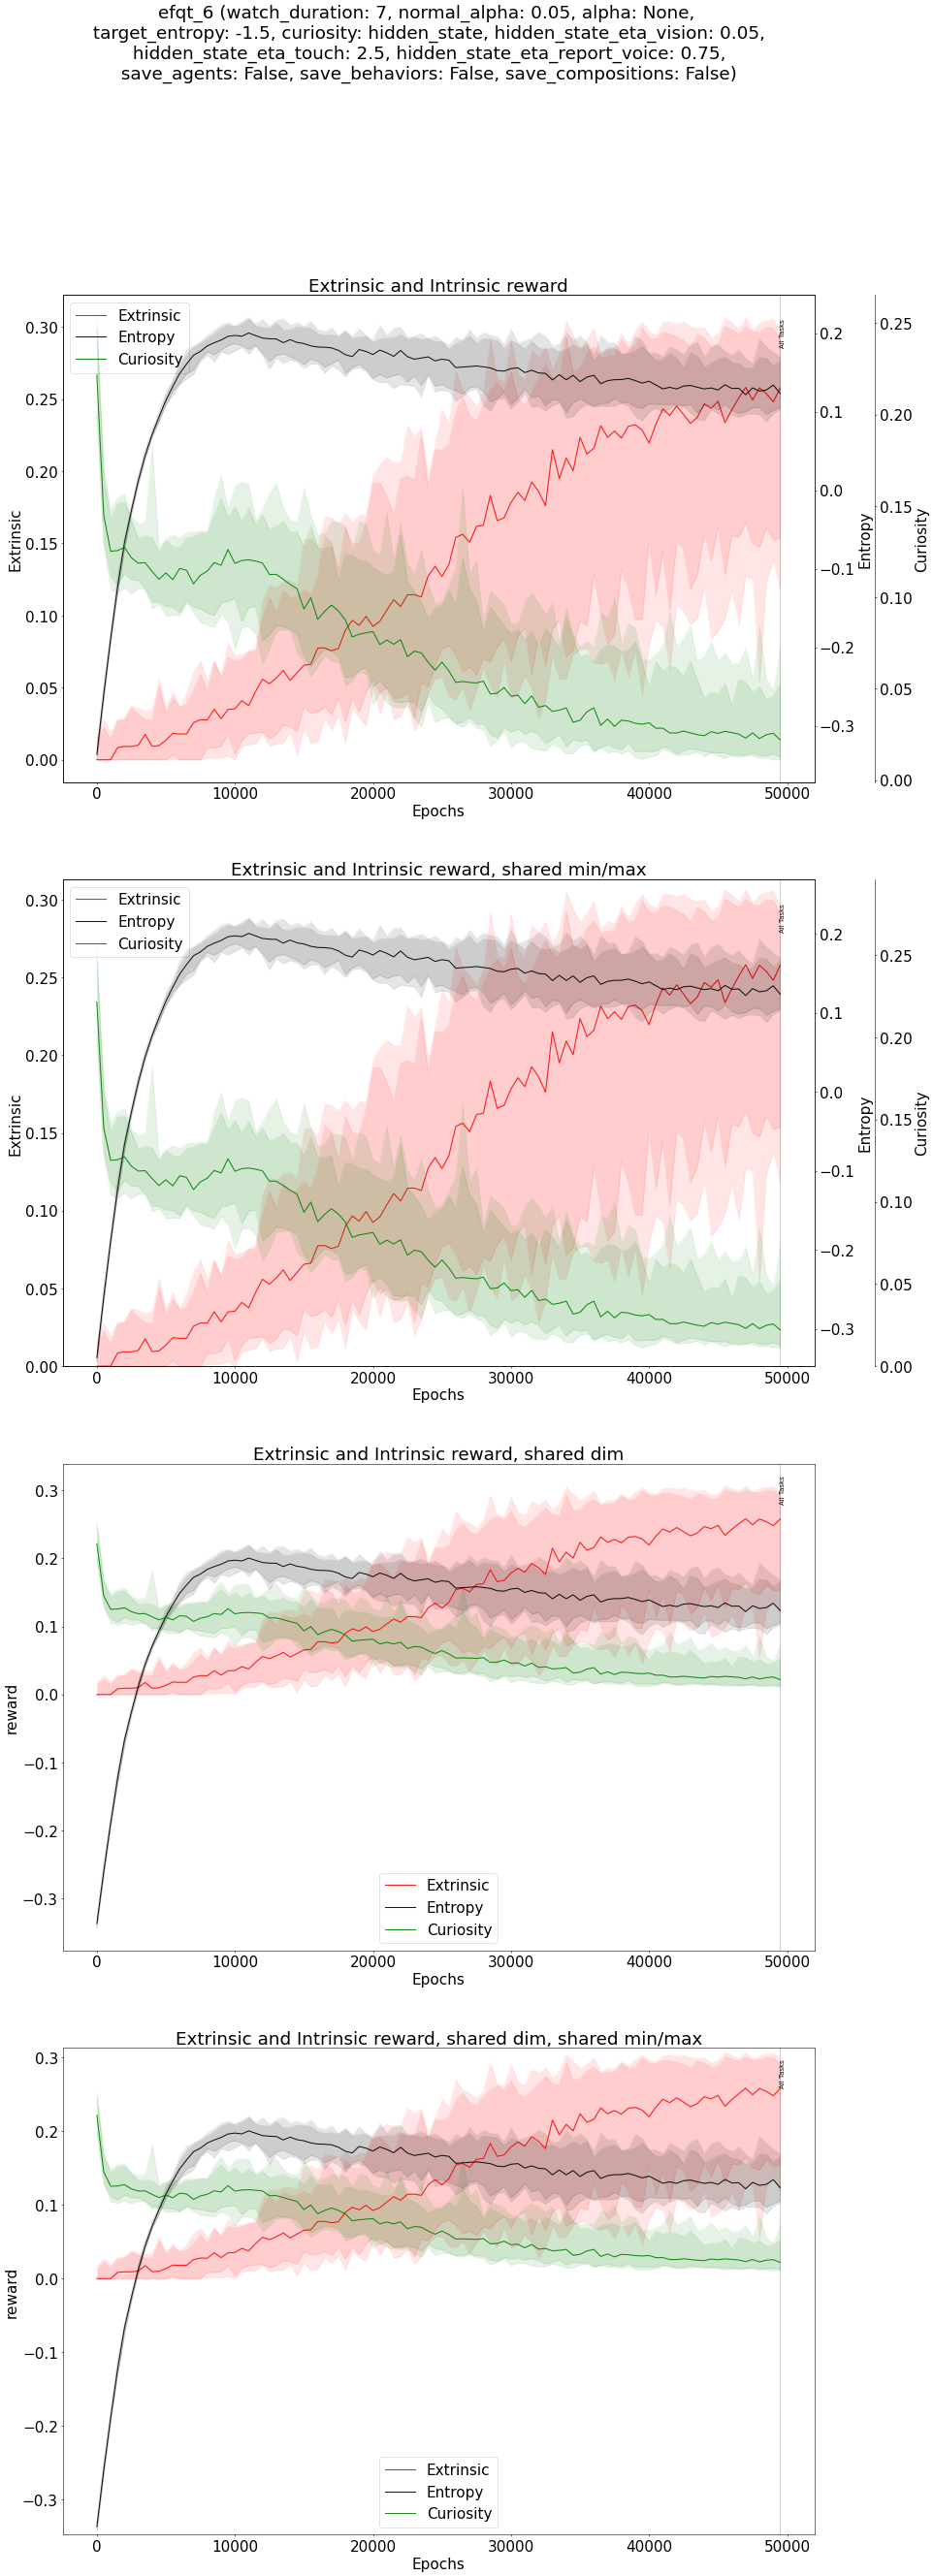 efqt_6 (watch_duration: 7, normal_alpha: 0.05, alpha: None,
target_entropy: -1.5, curiosity: hidden_state, hidden_state_eta_vision: 0.05,
hidden_state_eta_touch: 2.5, hidden_state_eta_report_voice: 0.75,
save_agents: False, save_behaviors: False, save_compositions: False)
Extrinsic and Intrinsic reward
Extrinsic
Entropy
Curiosity
All Tasks
0.30
0.25
0.20
0.15
0.10
0.05
0.00
Extrinsic
0.2
0.1
0.0
−0.1
−0.2
−0.3
Entropy
0.25
0.20
0.15
0.10
0.05
0.00
Curiosity
0 10000 20000 30000 40000 50000
Epochs
Extrinsic and Intrinsic reward, shared min/max
Extrinsic
Entropy
Curiosity
All Tasks
0.30
0.25
0.20
0.15
0.10
0.05
0.00
Extrinsic
0.2
0.1
0.0
−0.1
−0.2
−0.3
Entropy
0.25
0.20
0.15
0.10
0.05
0.00
Curiosity
0 10000 20000 30000 40000 50000
Epochs
Extrinsic and Intrinsic reward, shared dim
All Tasks
0.3
0.2
0.1
0.0
−0.1
−0.2
−0.3
reward
Extrinsic
Entropy
Curiosity
0 10000 20000 30000 40000 50000
Epochs
Extrinsic and Intrinsic reward, shared dim, shared min/max
All Tasks
0.3
0.2
0.1
0.0
−0.1
−0.2
−0.3
reward
Extrinsic
Entropy
Curiosity
0 10000 20000 30000 40000 50000
Epochs